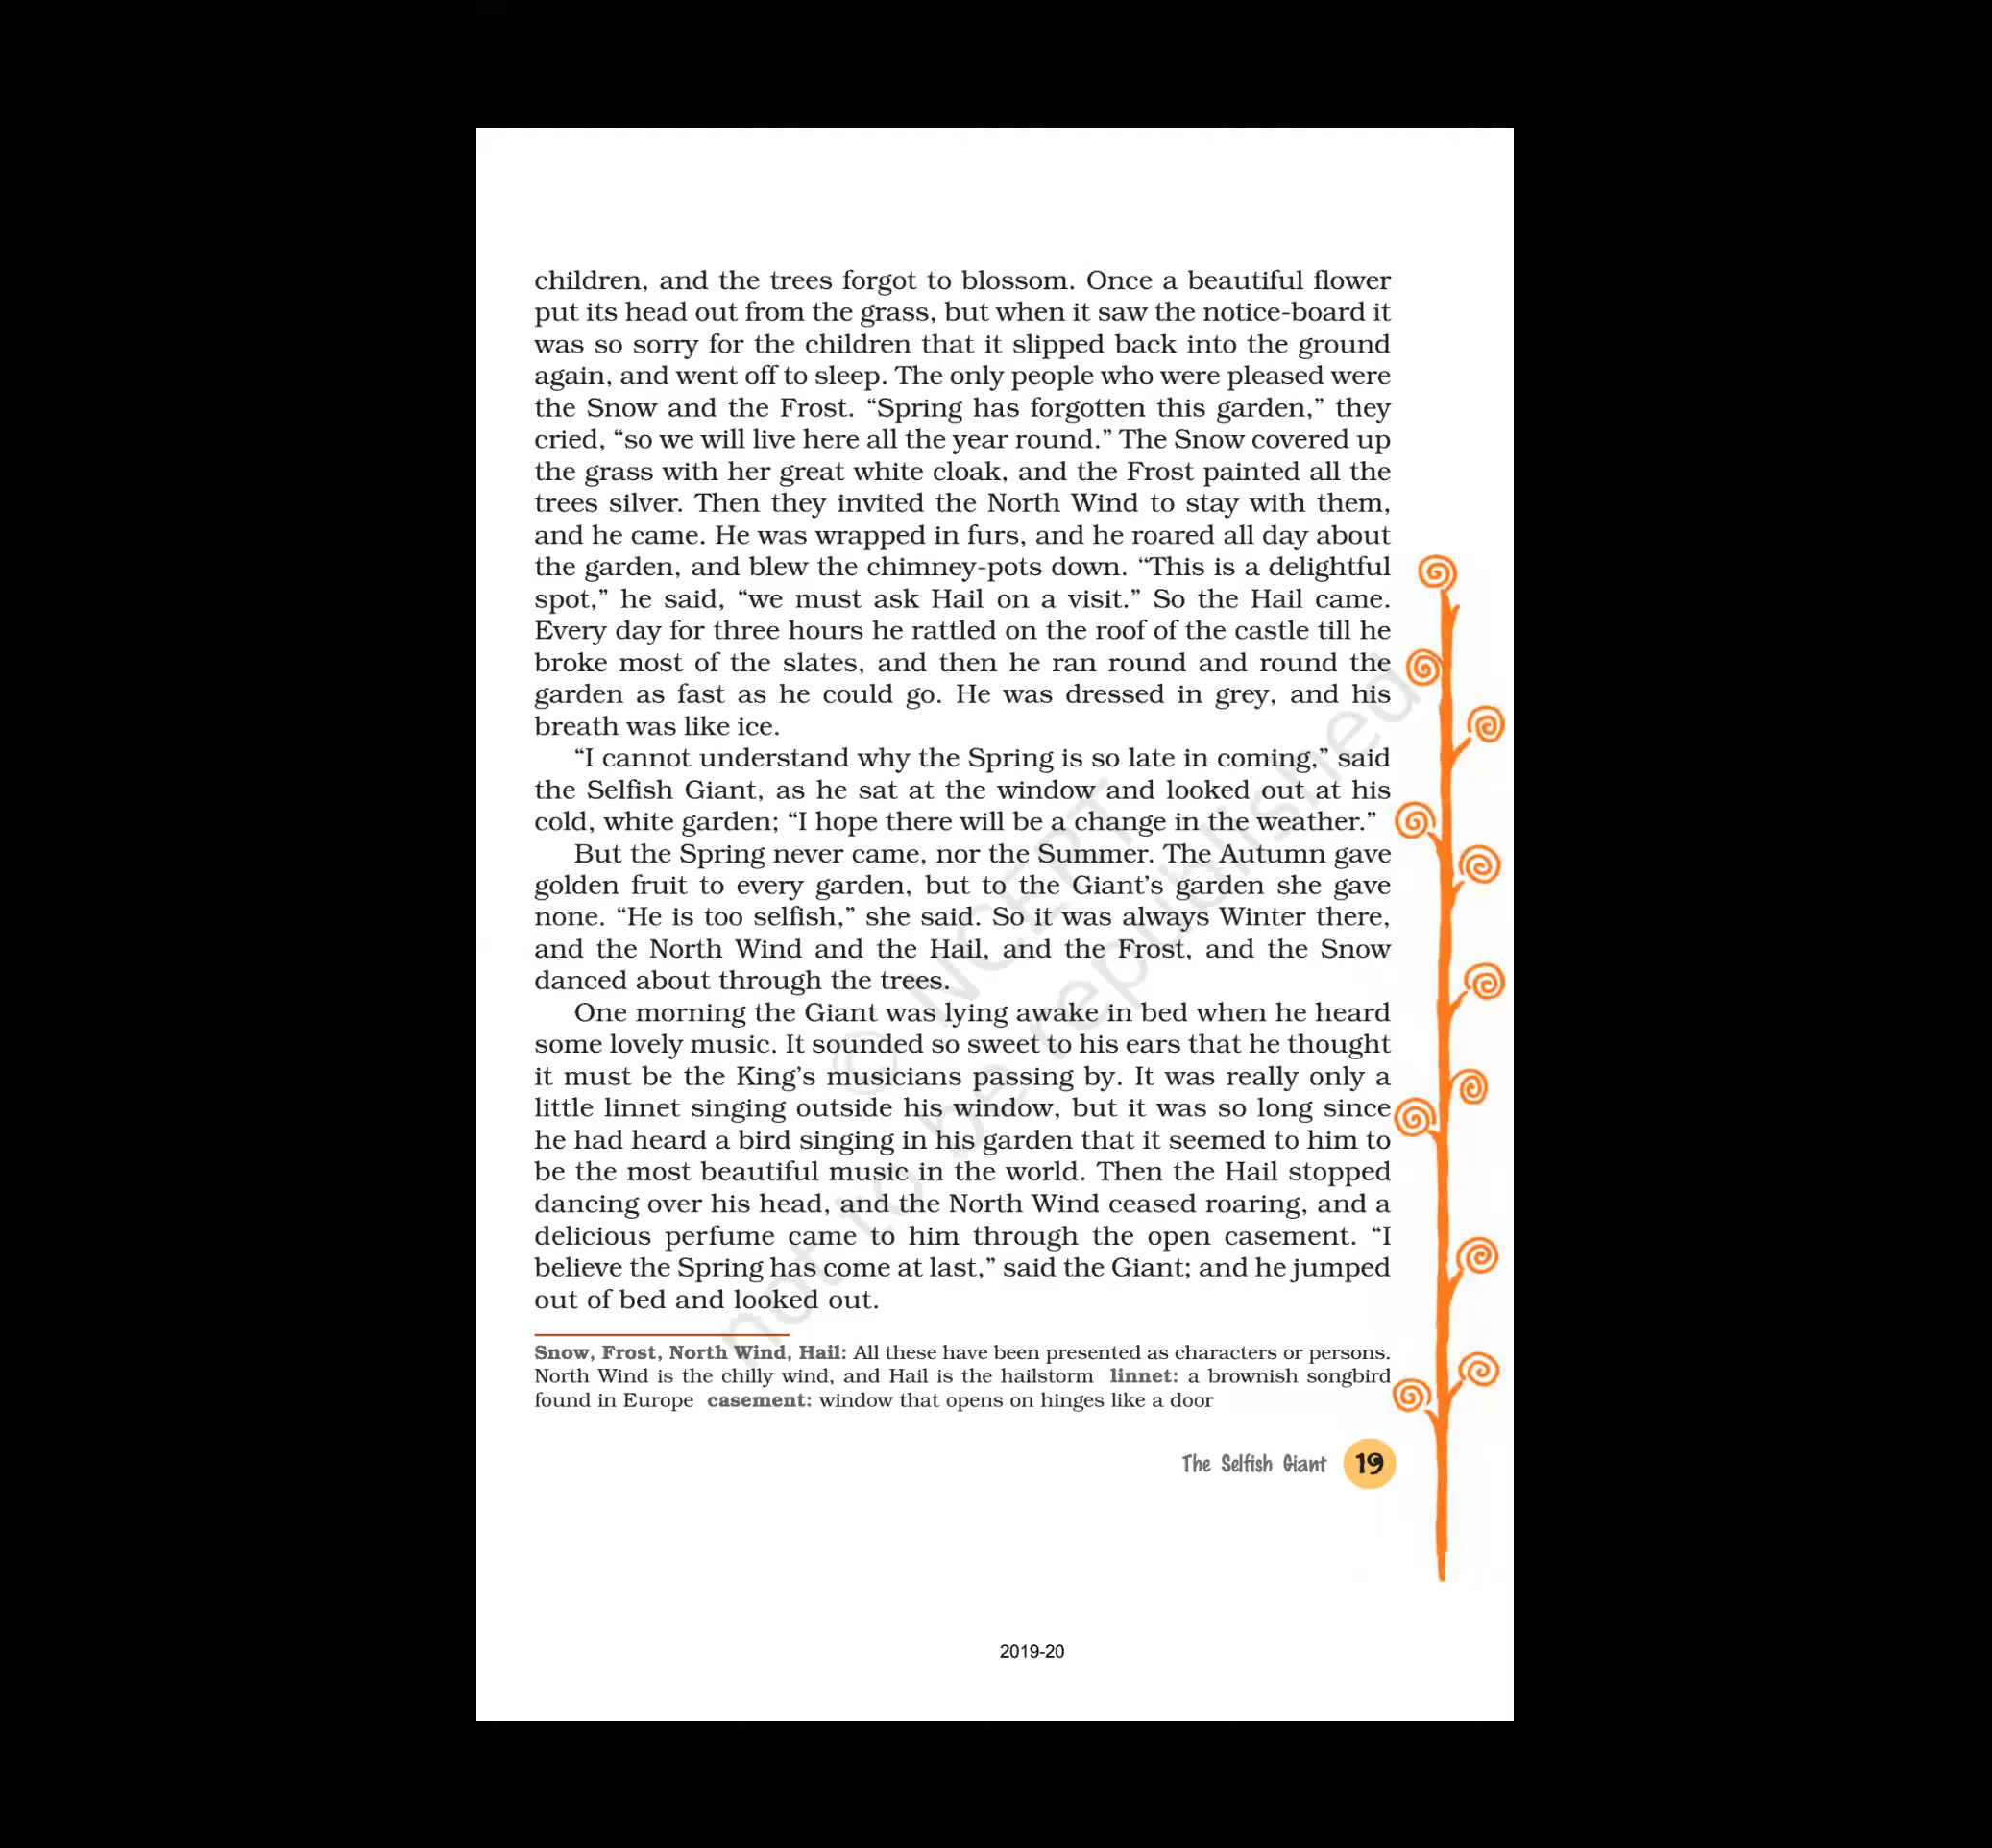 children, and the trees forgot to blossom. Once a beautiful flower
put its head out from the grass, but when it saw the notice-board it
was so sorry for the children that it slipped back into the ground
again, and went off to sleep. The only people who were pleased were
the Snow and the Frost. “Spring has forgotten this garden,” they
cried, “so we will live here all the year round.” The Snow covered up
the grass with her great white cloak, and the Frost painted all the
trees silver. Then they invited the North Wind to stay with them,
and he came. He was wrapped in furs, and he roared all day about
the garden, and blew the chimney-pots down. “This is a delightful
spot,” he said, “we must ask Hail on a visit.” So the Hail came.
Every day for three hours he rattled on the roof of the castle till he
broke most of the slates, and then he ran round and round the
garden as fast as he could go. He was dressed in grey, and his
breath was like ice.
“I cannot understand why the Spring is so late in coming,” said
the Selfish Giant, as he sat at the window and looked out at his
cold, white garden; “I hope there will be a change in the weather.”
But the Spring never came, nor the Summer. The Autumn gave
golden fruit to every garden, but to the Giant’s garden she gave
none. “He is too selfish,” she said. So it was always Winter there,
and the North Wind and the Hail, and the Frost, and the Snow
danced about through the trees.
One morning the Giant was lying awake in bed when he heard
some lovely music. It sounded so sweet to his ears that he thought
it must be the King’s musicians passing by. It was really only a
little linnet singing outside his window, but it was so long since
he had heard a bird singing in his garden that it seemed to him to
be the most beautiful music in the world. Then the Hail stopped
dancing over his head, and the North Wind ceased roaring, and a
delicious perfume came to him through the open casement. “I
believe the Spring has come at last,” said the Giant; and he jumped
out of bed and looked out.
Snow, Frost, North Wind, Hail: All these have been presented as characters or persons.
North Wind is the chilly wind, and Hail is the hailstorm linnet: a brownish songbird
found in Europe casement: window that opens on hinges like a door
The Selfish Giant 19
2019-20
© NCERT
not to be republished